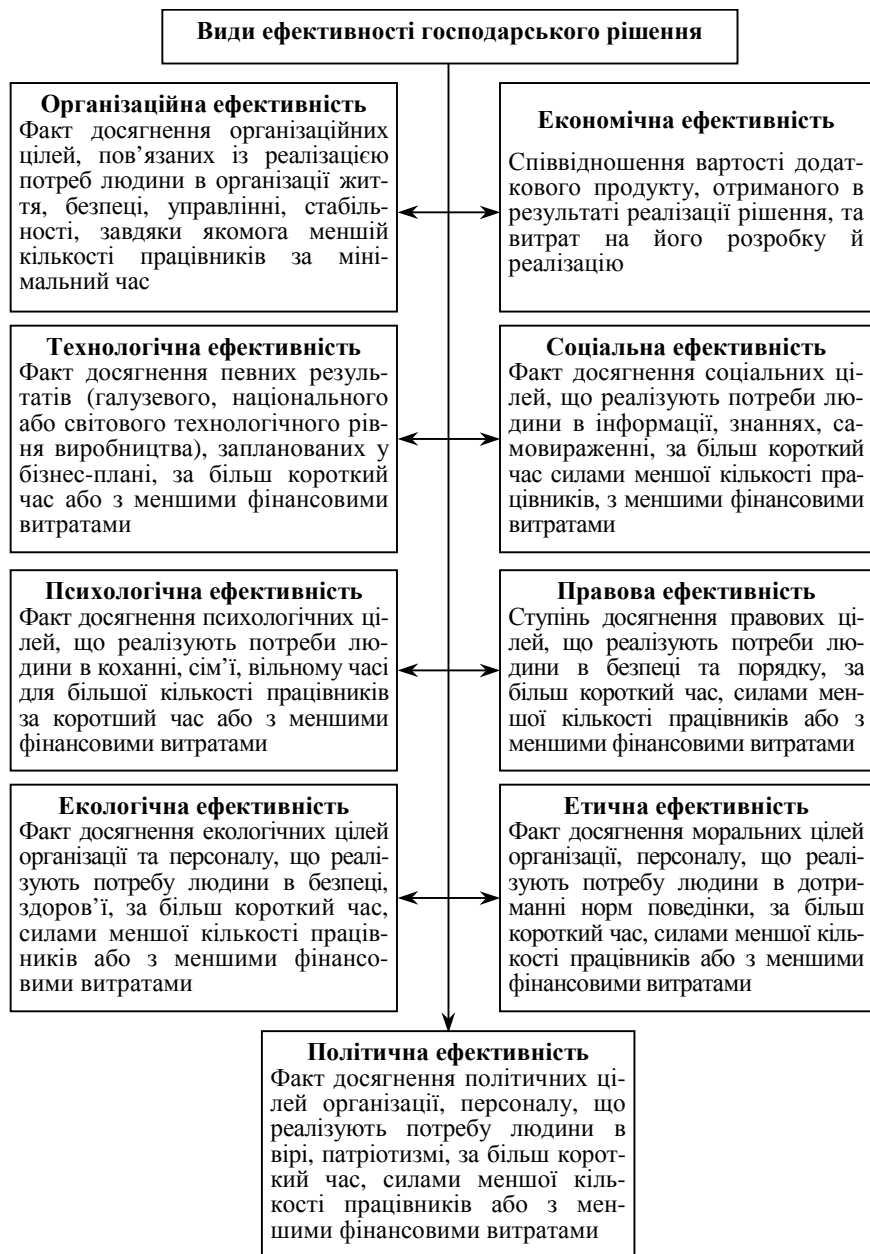 Види ефективності господарського рішення
Організаційна ефективність
Факт досягнення організаційних
цілей, пов’язаних із реалізацією
потреб людини в організації жит-
тя, безпеці, управлінні, стабіль-
ності, завдяки якомога меншій
кількості працівників за міні-
мальний час
Економічна ефективність
Співвідношення вартості додат-
кового продукту, отриманого в
результаті реалізації рішення, та
витрат на його розробку й
реалізацію
Технологічна ефективність
Факт досягнення певних резуль-
татів (галузевого, національного
або світового технологічного рів-
ня виробництва), запланованих у
бізнес-плані, за більш короткий
час або з меншими фінансовими
витратами
Соціальна ефективність
Факт досягнення соціальних ці-
лей, що реалізують потреби лю-
дини в інформації, знаннях, са-
мовираженні, за більш короткий
час силами меншої кількості пра-
цівників, з меншими фінансовими
витратами
Психологічна ефективність
Факт досягнення психологічних ці-
лей, що реалізують потреби лю-
дини в коханні, сім’ї, вільному часі
для більшої кількості працівників
за коротший час або з меншими
фінансовими витратами
Правова ефективність
Ступінь досягнення правових ці-
лей, що реалізують потреби лю-
дини в безпеці та порядку, за
більш короткий час, силами мен-
шої кількості працівників або з
меншими фінансовими витратами
Екологічна ефективність
Факт досягнення екологічних цілей
організації та персоналу, що реалі-
зують потребу людини в безпеці,
здоров’ї, за більш короткий час,
силами меншої кількості праців-
ників або з меншими фінансо-
вими витратами
Етична ефективність
Факт досягнення моральних цілей
організації, персоналу, що реалі-
зують потребу людини в дотри-
манні норм поведінки, за більш
короткий час, силами меншої кіль-
кості працівників або з меншими
фінансовими витратами
Політична ефективність
Факт досягнення політичних ці-
лей організації, персоналу, що
реалізують потребу людини в
вірі, патріотизмі, за більш корот-
кий час, силами меншої кіль-
кості працівників або з мен-
шими фінансовими витратами